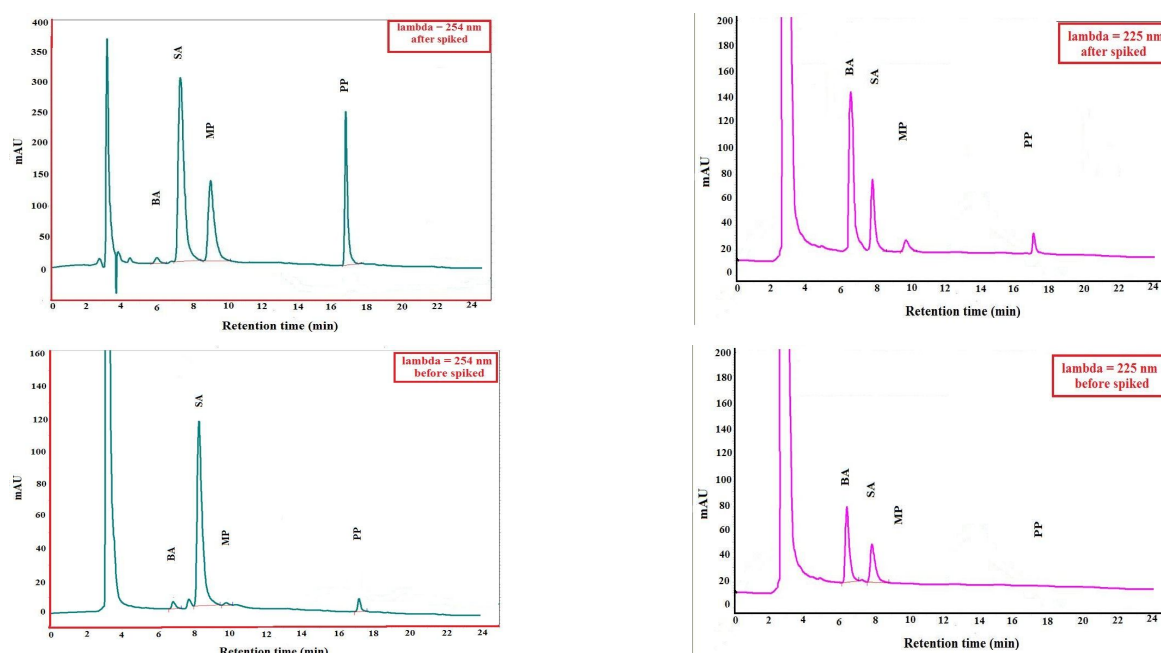 lambda = 254 nm
after spiked
400
350
300
250
200
150
100
50
0
mAU
BA
SA
MP
PP
0 2 4 6 8 10 12 14 16 18 20 22 24
Retention time (min)
lambda = 225 nm
after spiked
200
180
160
140
120
100
80
60
40
20
0
mAU
BA
SA
MP
PP
0 2 4 6 8 10 12 14 16 18 20 22 24
Retention time (min)
lambda = 254 nm
before spiked
160
140
120
100
80
60
40
20
0
mAU
BA
SA
MP
PP
0 2 4 6 8 10 12 14 16 18 20 22 24
Retention time (min)
lambda = 225 nm
before spiked
200
180
160
140
120
100
80
60
40
20
0
mAU
BA
SA
MP
PP
0 2 4 6 8 10 12 14 16 18 20 22 24
Retention time (min)